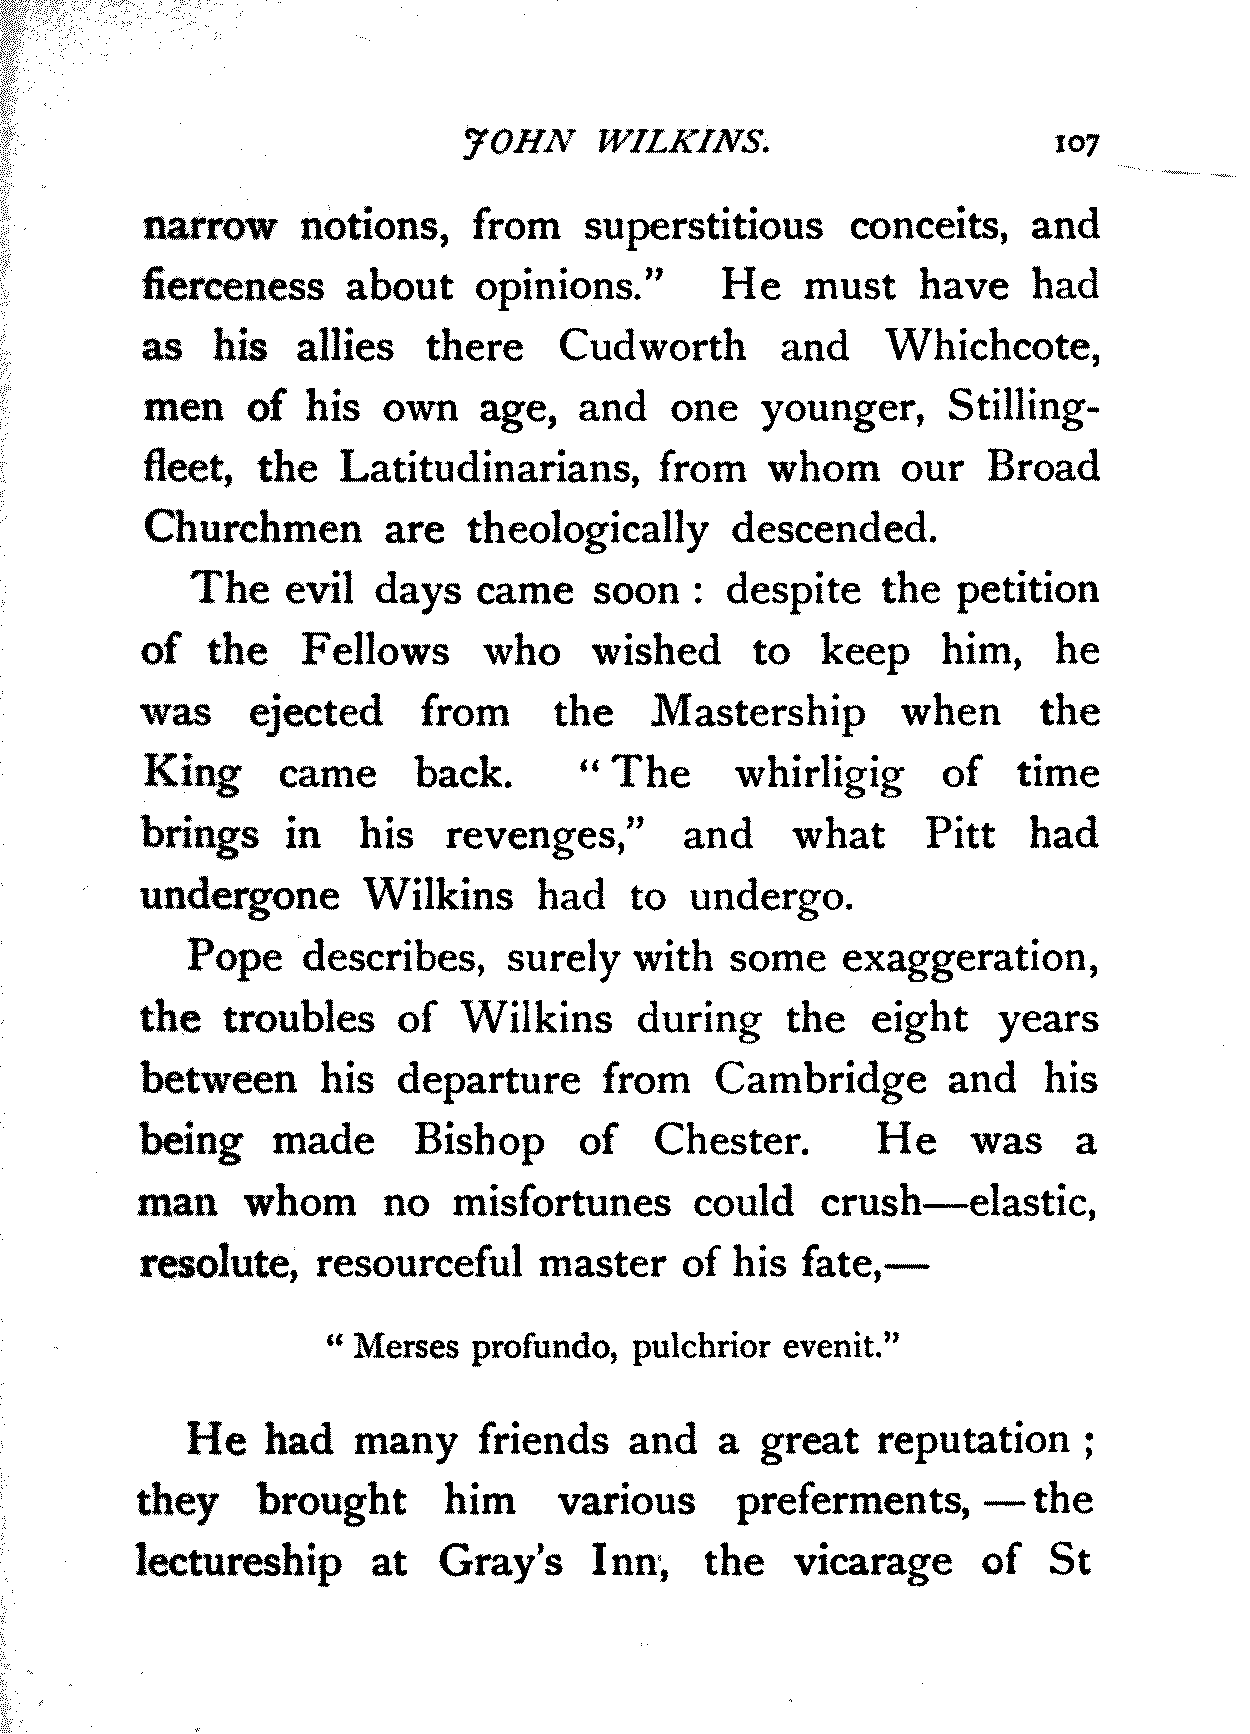 JOHN WILKINS. 107
narrow notions, from superstitious conceits, and
fierceness about opinions.” He must have had
as his allies there Cudworth and Whichcote,
men of his own age, and one younger, Stilling-
fleet, the Latitudinarians, from whom our Broad
Churchmen are theologically descended.
The evil days came soon : despite the petition
of the Fellows who wished to keep him, he
was ejected from the Mastership when the
King came back. “ The whirligig of time
brings in his revenges,” and what Pitt had
undergone Wilkins had to undergo.
Pope describes, surely with some exaggeration,
the troubles of Wilkins during the eight years
between his departure from Cambridge and his
being made Bishop of Chester. He was a
man whom no misfortunes could crush—elastic,
resolute, resourceful master of his fate,—
“ Merses profundo, pulchrior evenit.”
He had many friends and a great reputation ;
they brought him various preferments, — the
lectureship at Gray’s Inn, the vicarage of St